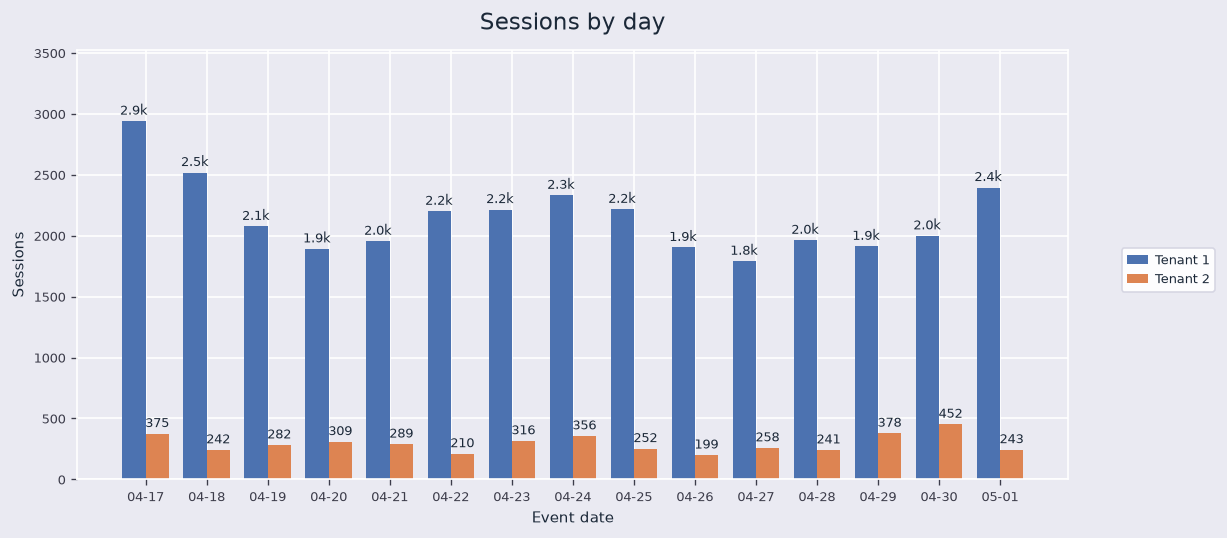 Sessions by day
3500
3000
2500
2000
1500
1000
500
0
Sessions
2.9k
2.5k
2.1k
1.9k
2.0k
2.2k
2.2k
2.3k
2.2k
1.9k
1.8k
2.0k
1.9k
2.0k
2.4k
375
242
282
309
289
210
316
356
252
199
258
241
378
452
243
04-17 04-18 04-19 04-20 04-21 04-22 04-23 04-24 04-25 04-26 04-27 04-28 04-29 04-30 05-01
Event date
Tenant 1
Tenant 2